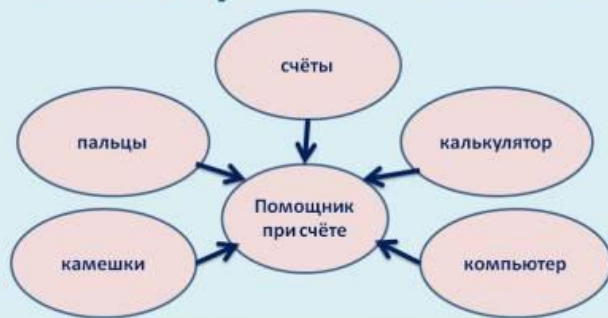 счёты
пальцы
калькулятор
Помощник
при счёте
камешки
компьютер